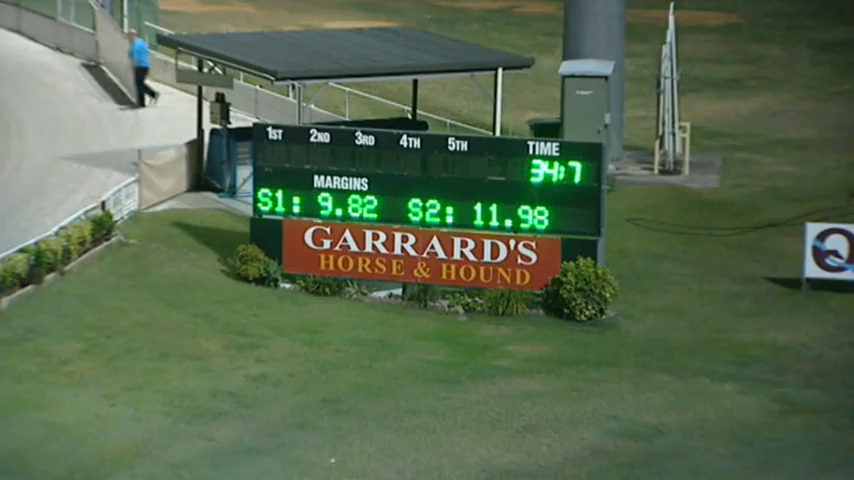 1ST 2ND 3RD 4TH 5TH TIME
34:7
MARGINS
S1: 9.82 S2: 11.98
GARRARD'S
HORSE & HOUND
Q